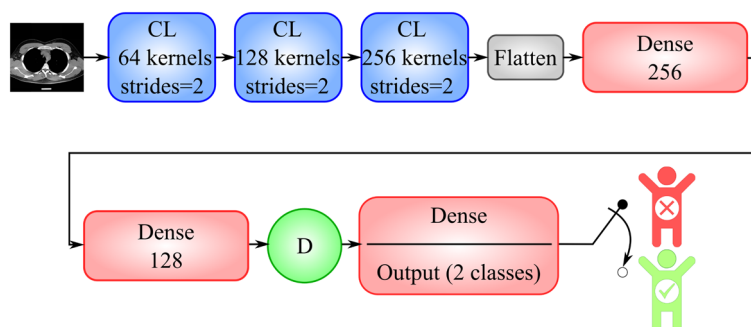 CL
64 kernels
strides=2
CL
128 kernels
strides=2
CL
256 kernels
strides=2
Flatten
Dense
256
Dense
128
D
Dense
Output (2 classes)